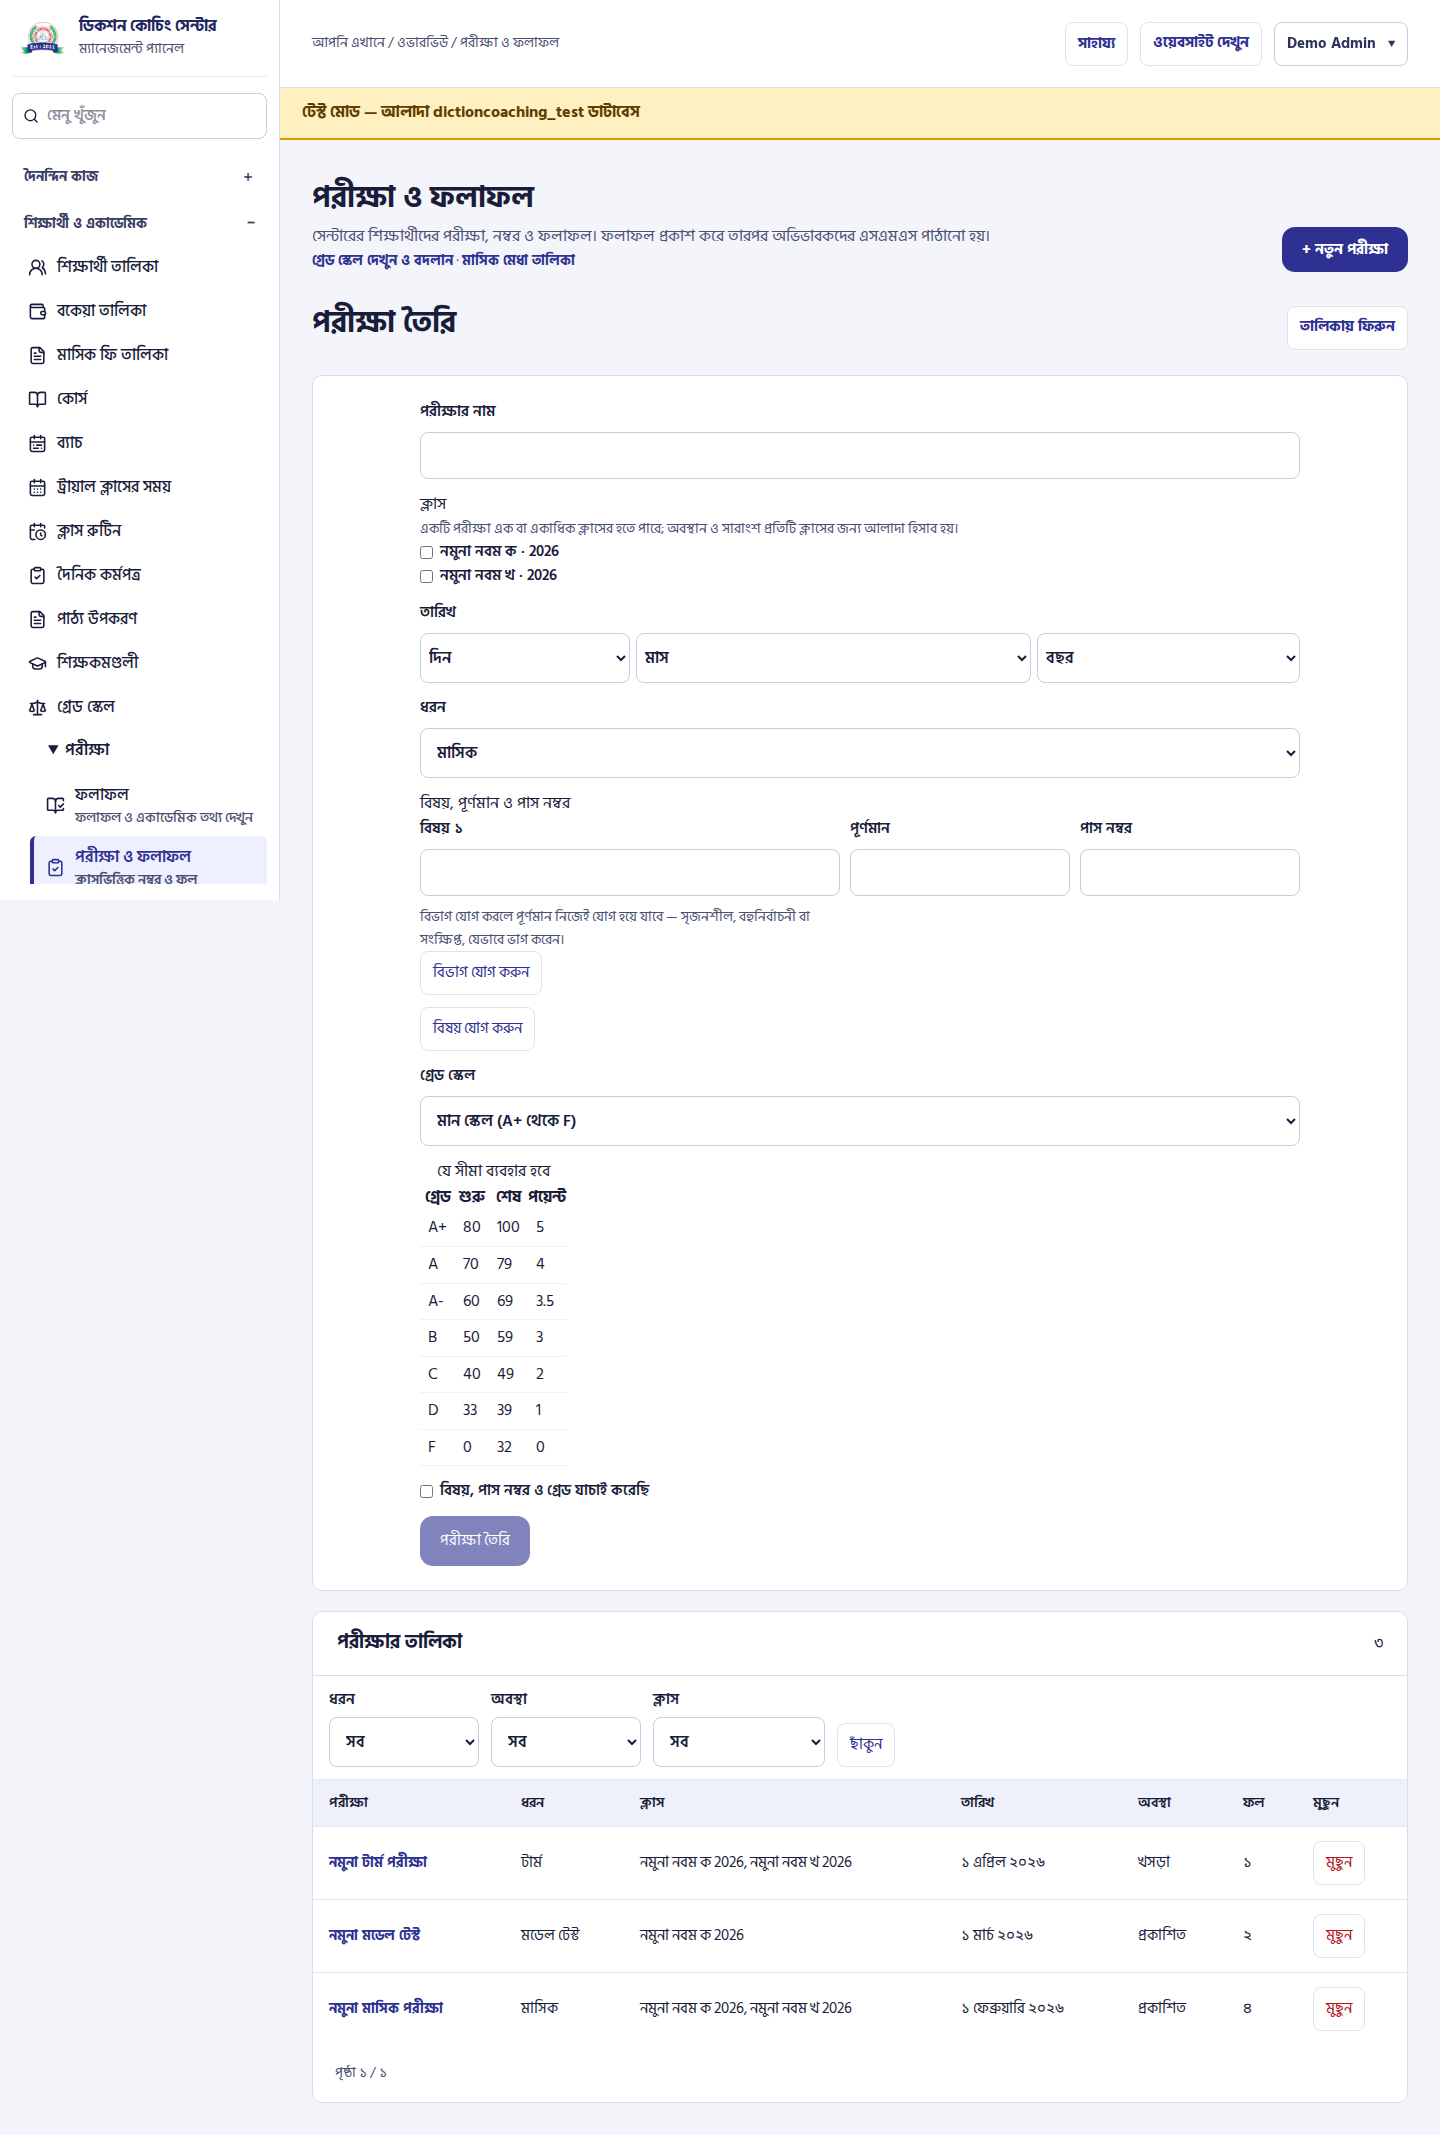 ডিকশন কোচিং সেন্টার
ম্যানেজমেন্ট প্যানেল
Est : 2011
মেনু খুঁজুন
দৈনন্দিন কাজ +
শিক্ষার্থী ও একাডেমিক −
শিক্ষার্থী তালিকা
বকেয়া তালিকা
মাসিক ফি তালিকা
কোর্স
ব্যাচ
ট্রায়াল ক্লাসের সময়
ক্লাস রুটিন
দৈনিক কর্মপত্র
পাঠ্য উপকরণ
শিক্ষকমণ্ডলী
গ্রেড স্কেল
▼ পরীক্ষা
ফলাফল
ফলাফল ও একাডেমিক তথ্য দেখুন
পরীক্ষা ও ফলাফল
ক্লাসভিত্তিক নম্বর ও ফল
আপনি এখানে / ওভারভিউ / পরীক্ষা ও ফলাফল
সাহায্য
ওয়েবসাইট দেখুন
Demo Admin ▼
টেস্ট মোড — আলাদা dictioncoaching_test ডাটাবেস
পরীক্ষা ও ফলাফল
সেন্টারের শিক্ষার্থীদের পরীক্ষা, নম্বর ও ফলাফল। ফলাফল প্রকাশ করে তারপর অভিভাবকদের এসএমএস পাঠানো হয়।
গ্রেড স্কেল দেখুন ও বদলান · মাসিক মেধা তালিকা
+ নতুন পরীক্ষা
পরীক্ষা তৈরি
তালিকায় ফিরুন
পরীক্ষার নাম
ক্লাস
একটি পরীক্ষা এক বা একাধিক ক্লাসের হতে পারে; অবস্থান ও সারাংশ প্রতিটি ক্লাসের জন্য আলাদা হিসাব হয়।
নমুনা নবম ক · 2026
নমুনা নবম খ · 2026
তারিখ
দিন মাস বছর
ধরন
মাসিক
বিষয়, পূর্ণমান ও পাস নম্বর
বিষয় ১ পূর্ণমান পাস নম্বর
বিভাগ যোগ করলে পূর্ণমান নিজেই যোগ হয়ে যাবে — সৃজনশীল, বহুনির্বাচনী বা
সংক্ষিপ্ত, যেভাবে ভাগ করেন।
বিভাগ যোগ করুন
বিষয় যোগ করুন
গ্রেড স্কেল
মান স্কেল (A+ থেকে F)
যে সীমা ব্যবহার হবে
গ্রেড শুরু শেষ পয়েন্ট
A+ 80 100 5
A 70 79 4
A- 60 69 3.5
B 50 59 3
C 40 49 2
D 33 39 1
F 0 32 0
বিষয়, পাস নম্বর ও গ্রেড যাচাই করেছি
পরীক্ষা তৈরি
পরীক্ষার তালিকা ৩
ধরন অবস্থা ক্লাস
সব সব সব ছাঁকুন
পরীক্ষা ধরন ক্লাস তারিখ অবস্থা ফল মুছুন
নমুনা টার্ম পরীক্ষা টার্ম নমুনা নবম ক 2026, নমুনা নবম খ 2026 ১ এপ্রিল ২০২৬ খসড়া ১ মুছুন
নমুনা মডেল টেস্ট মডেল টেস্ট নমুনা নবম ক 2026 ১ মার্চ ২০২৬ প্রকাশিত ২ মুছুন
নমুনা মাসিক পরীক্ষা মাসিক নমুনা নবম ক 2026, নমুনা নবম খ 2026 ১ ফেব্রুয়ারি ২০২৬ প্রকাশিত ৪ মুছুন
পৃষ্ঠা ১ / ১